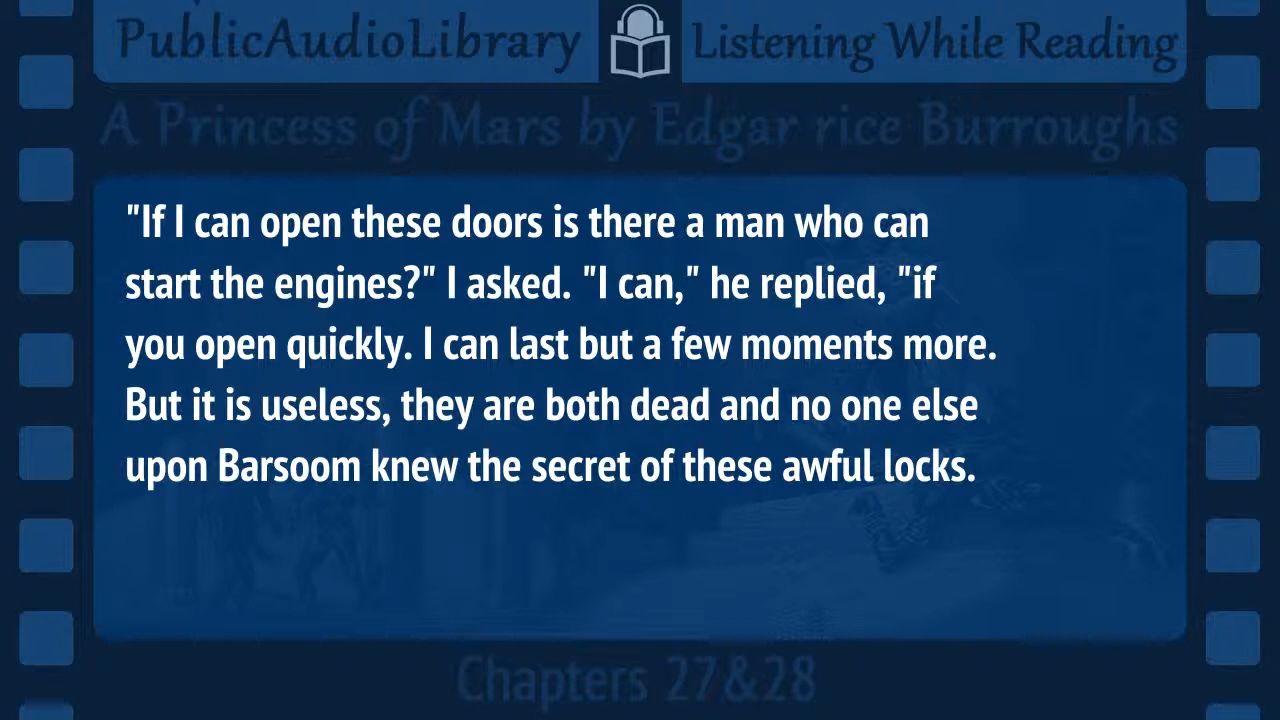 PublicAudioLibrary Listening While Reading
A Princess of Mars by Edgar rice Burroughs
"If I can open these doors is there a man who can
start the engines?" I asked. "I can," he replied, "if
you open quickly. I can last but a few moments more.
But it is useless, they are both dead and no one else
upon Barsoom knew the secret of these awful locks.
Chapters 27&28